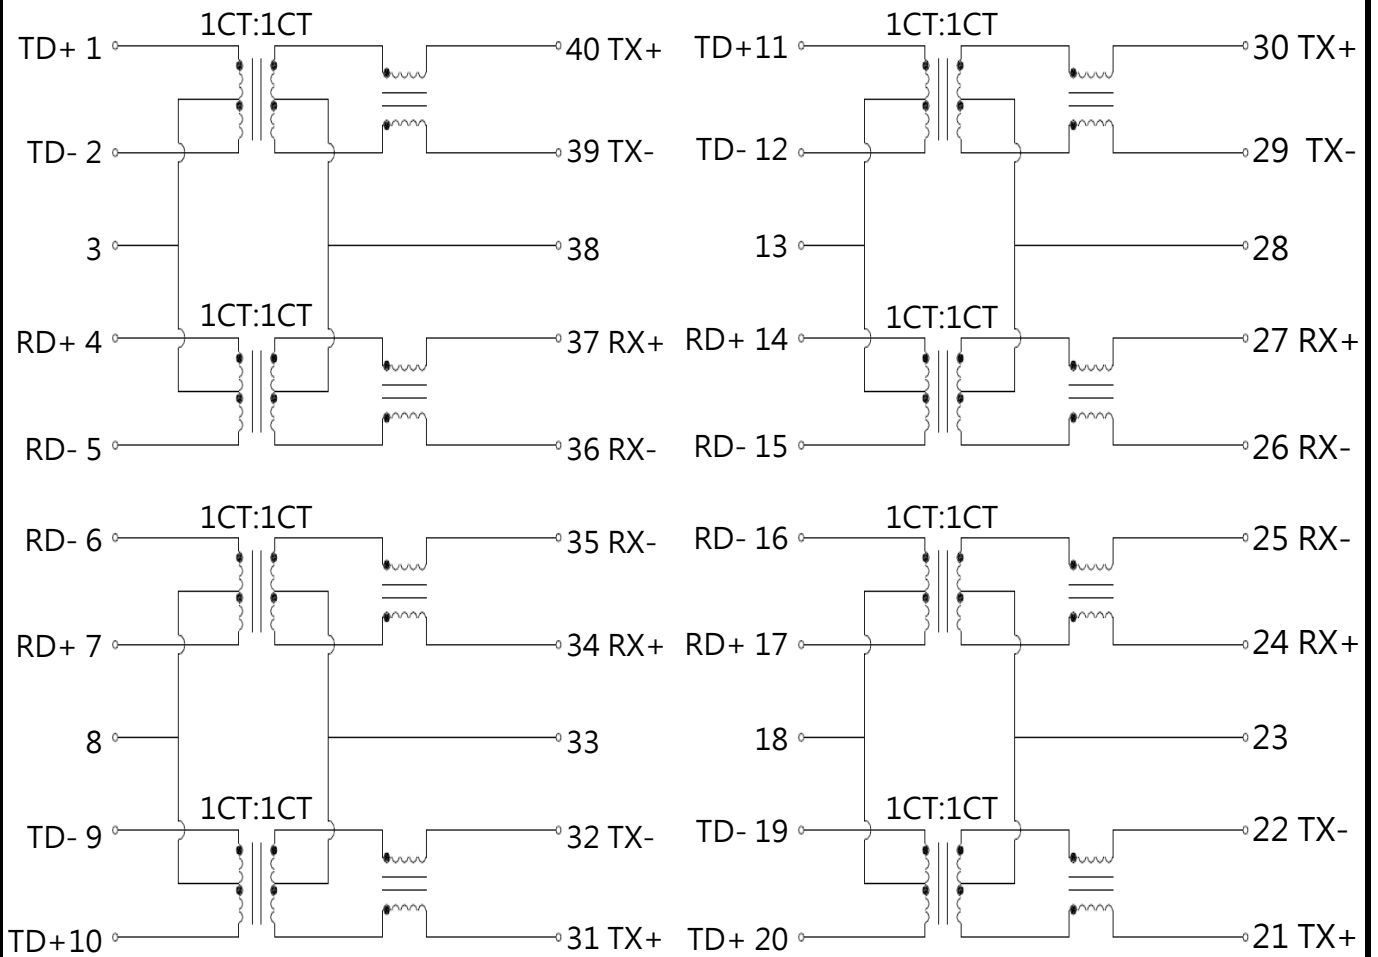 1CT:1CT
TD+ 1
40 TX+
TD- 2
39 TX-
3
38
1CT:1CT
RD+ 4
37 RX+
RD- 5
36 RX-
1CT:1CT
RD- 6
35 RX-
RD+ 7
34 RX+
8
33
1CT:1CT
TD- 9
32 TX-
TD+10
31 TX+
1CT:1CT
TD+11
30 TX+
TD- 12
29 TX-
13
28
1CT:1CT
RD+ 14
27 RX+
RD- 15
26 RX-
1CT:1CT
RD- 16
25 RX-
RD+ 17
24 RX+
18
23
1CT:1CT
TD- 19
22 TX-
TD+ 20
21 TX+